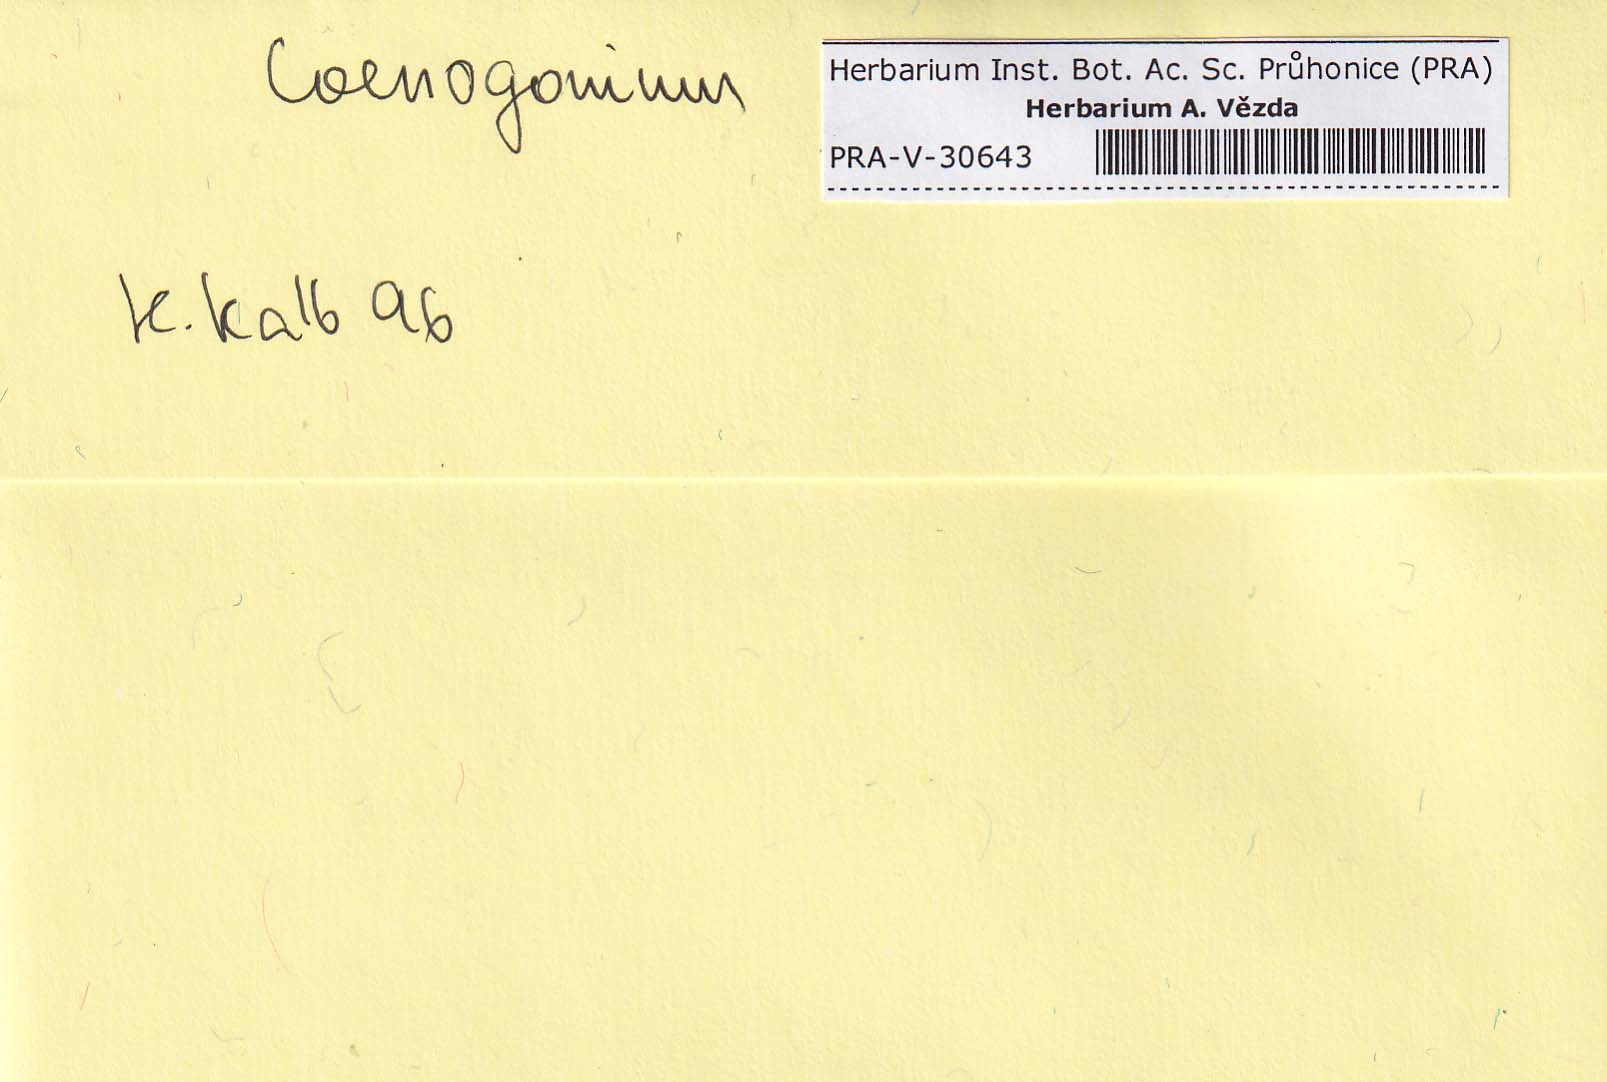 Coenogonium
Herbarium Inst. Bot. Ac. Sc. Průhonice (PRA)
Herbarium A. Vězda
PRA-V-30643
K. Kalb 96